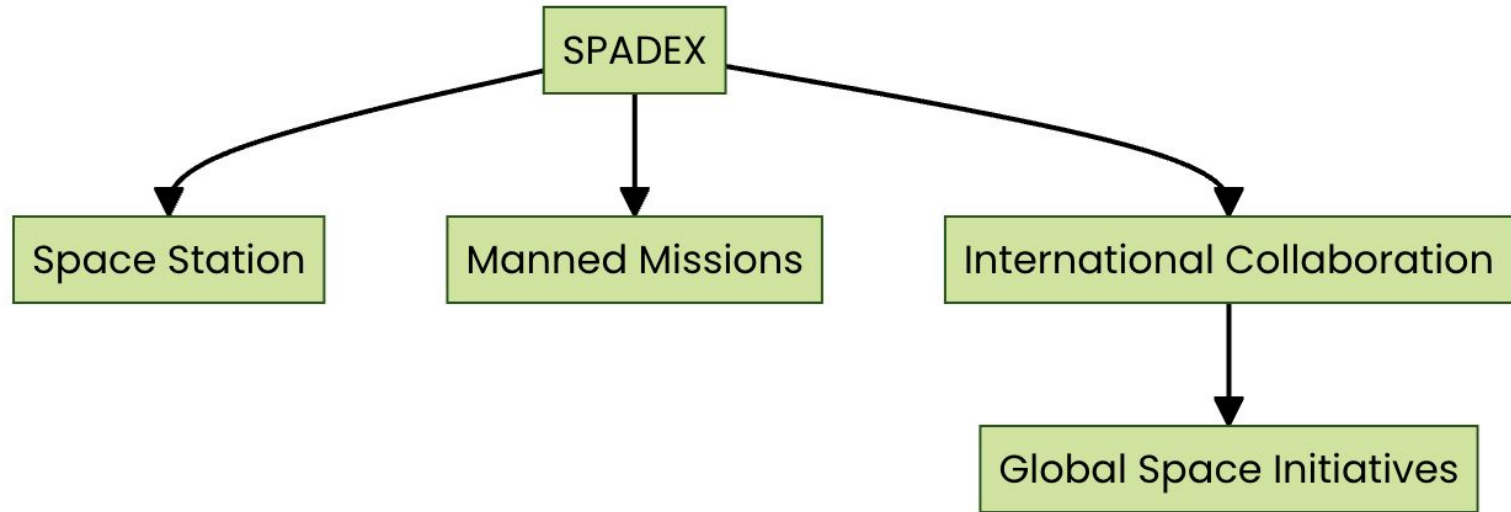 SPADEX
Space Station
Manned Missions
International Collaboration
Global Space Initiatives